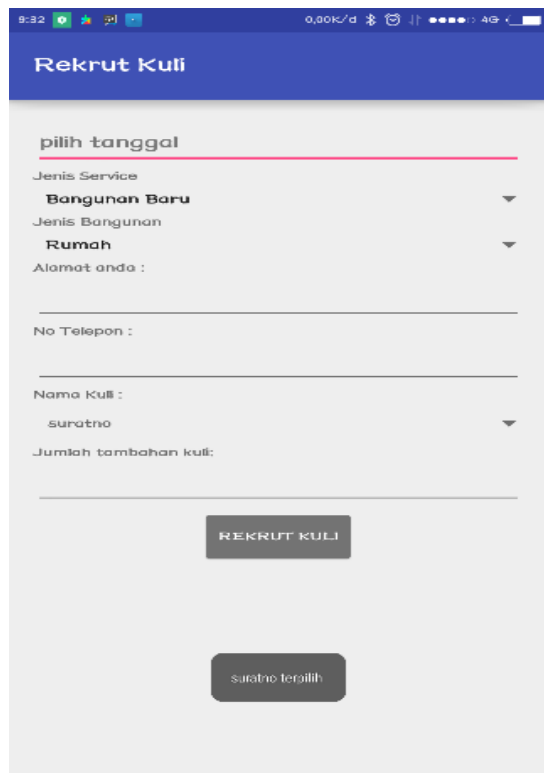 9:32 0,00K/d 4G
Rekrut Kuli
pilih tanggal
Jenis Service
Bangunan Baru
Jenis Bangunan
Rumah
Alamat anda :
No Telepon :
Nama Kuli :
suratno
Jumlah tambahan kuli:
REKRUT KULI
suratno terpilih